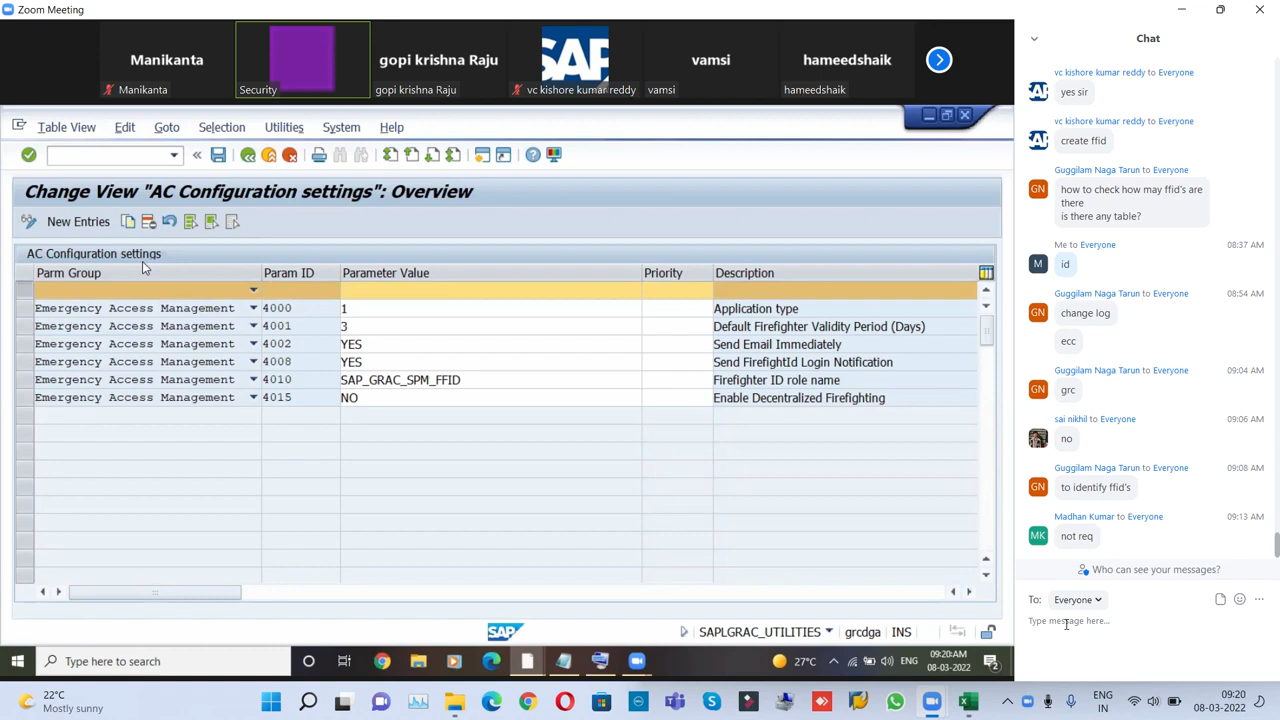 Zoom Meeting
Manikanta
Manikanta
Security
gopi krishna Raju
gopi krishna Raju
SAP
vc kishore kumar reddy
vamsi
vamsi
hameedshaik
hameedshaik
Table View Edit Goto Selection Utilities System Help
Change View "AC Configuration settings": Overview
New Entries
AC Configuration settings
Parm Group Param ID Parameter Value Priority Description
Emergency Access Management 4000 1 Application type
Emergency Access Management 4001 3 Default Firefighter Validity Period (Days)
Emergency Access Management 4002 YES Send Email Immediately
Emergency Access Management 4008 YES Send FirefightId Login Notification
Emergency Access Management 4010 SAP_GRAC_SPM_FFID Firefighter ID role name
Emergency Access Management 4015 NO Enable Decentralized Firefighting
SAP
SAPLGRAC_UTILITIES grcdga INS
Type here to search
27°C
ENG
09:20AM
08-03-2022
2
Chat
vc kishore kumar reddy to Everyone
SAP
yes sir
vc kishore kumar reddy to Everyone
SAP
create ffid
Guggilam Naga Tarun to Everyone
GN
how to check how may ffid's are
there
is there any table?
Me to Everyone 08:37 AM
M
id
Guggilam Naga Tarun to Everyone 08:54 AM
GN
change log
ecc
Guggilam Naga Tarun to Everyone 09:04 AM
GN
grc
sai nikhil to Everyone 09:06 AM
no
Guggilam Naga Tarun to Everyone 09:08 AM
GN
to identify ffid's
Madhan Kumar to Everyone 09:13 AM
MK
not req
Who can see your messages?
To: Everyone
Type message here...
22°C
Mostly sunny
ENG
IN
09:20
08-03-2022